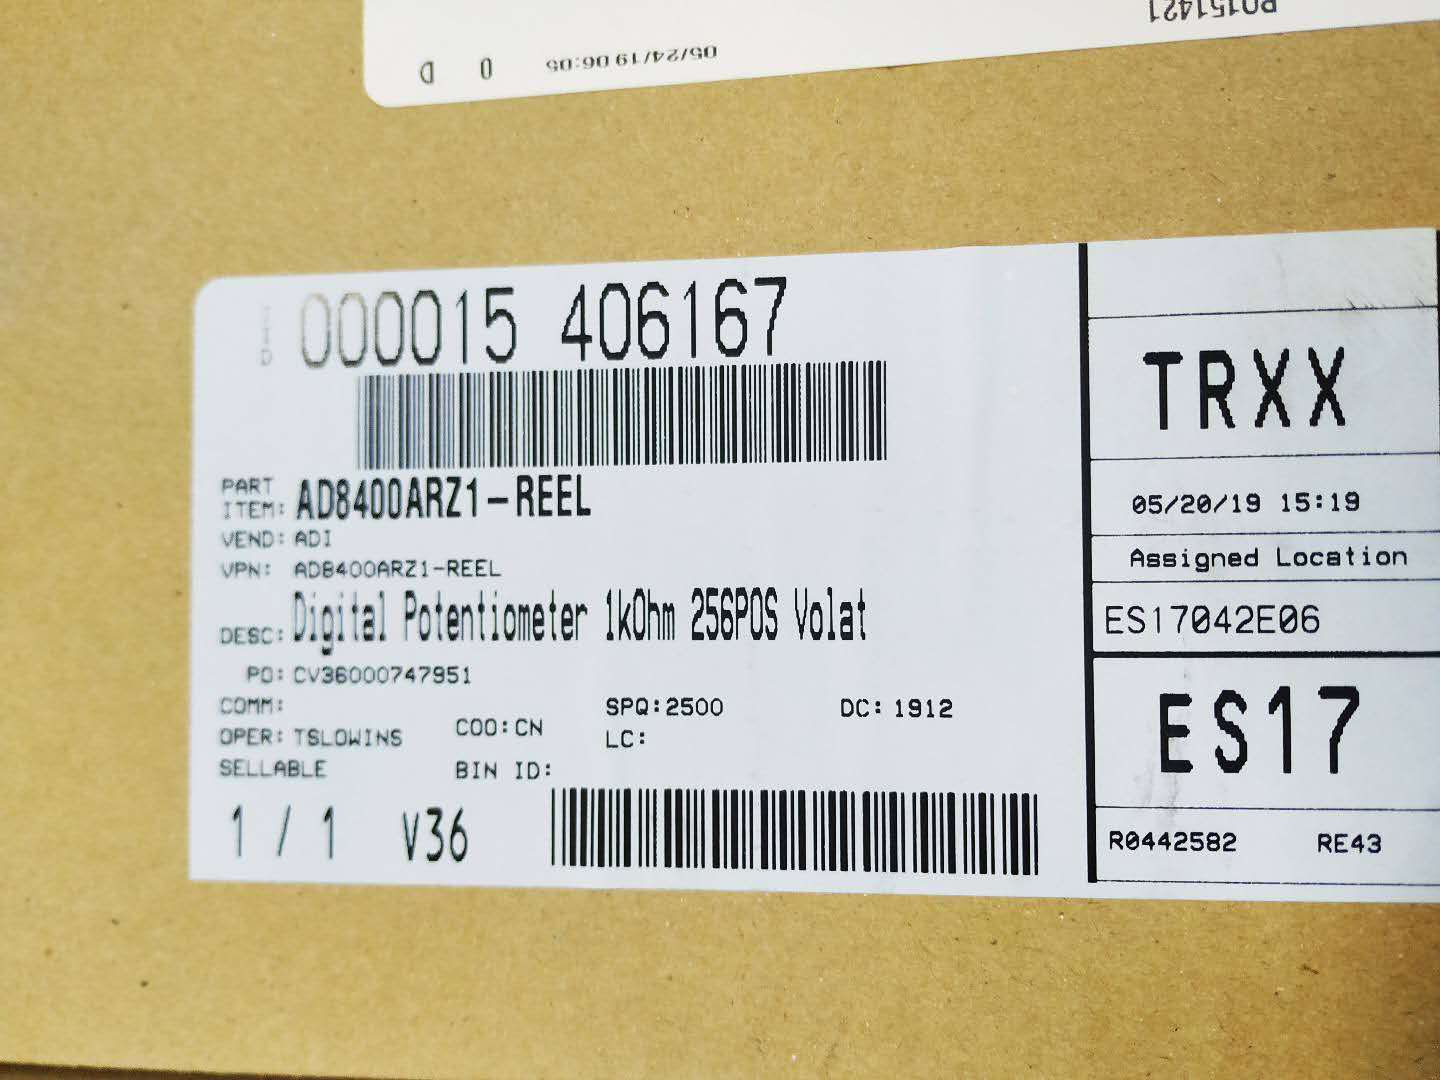 R0151421
05/24/19 06:05
0
D
000015 406167
PART
ITEM: AD8400ARZ1-REEL
VEND: ADI
VPN: AD8400ARZ1-REEL
DESC: Digital Potentiometer 1kOhm 256POS Volat
PO: CV36000747951
COMM:
OPER: TSLOWINS
COO: CN
SPQ:2500
LC:
DC: 1912
SELLABLE
BIN ID:
1 / 1 V36
TRXX
05/20/19 15:19
Assigned Location
ES17042E06
ES17
R0442582 RE43